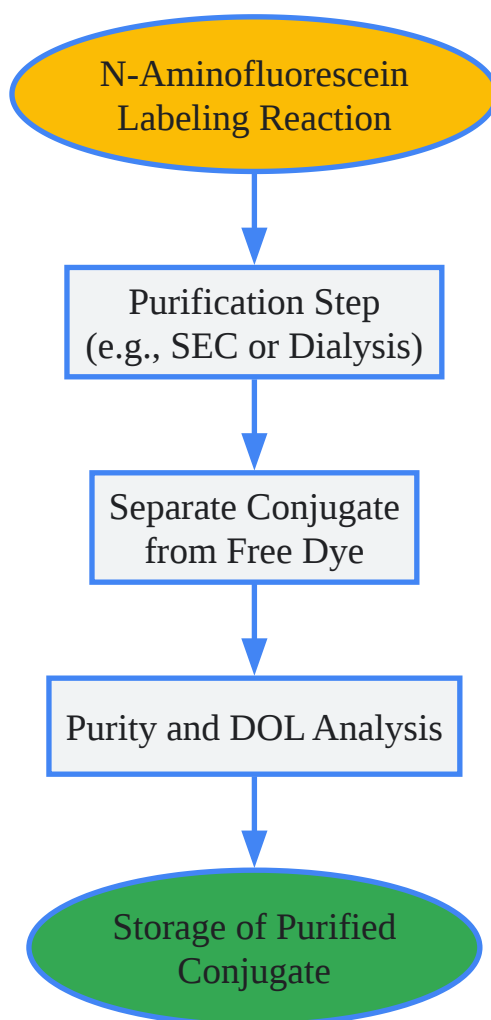 N-Aminofluorescein
Labeling Reaction
Purification Step
(e.g., SEC or Dialysis)
Separate Conjugate
from Free Dye
Purity and DOL Analysis
Storage of Purified
Conjugate